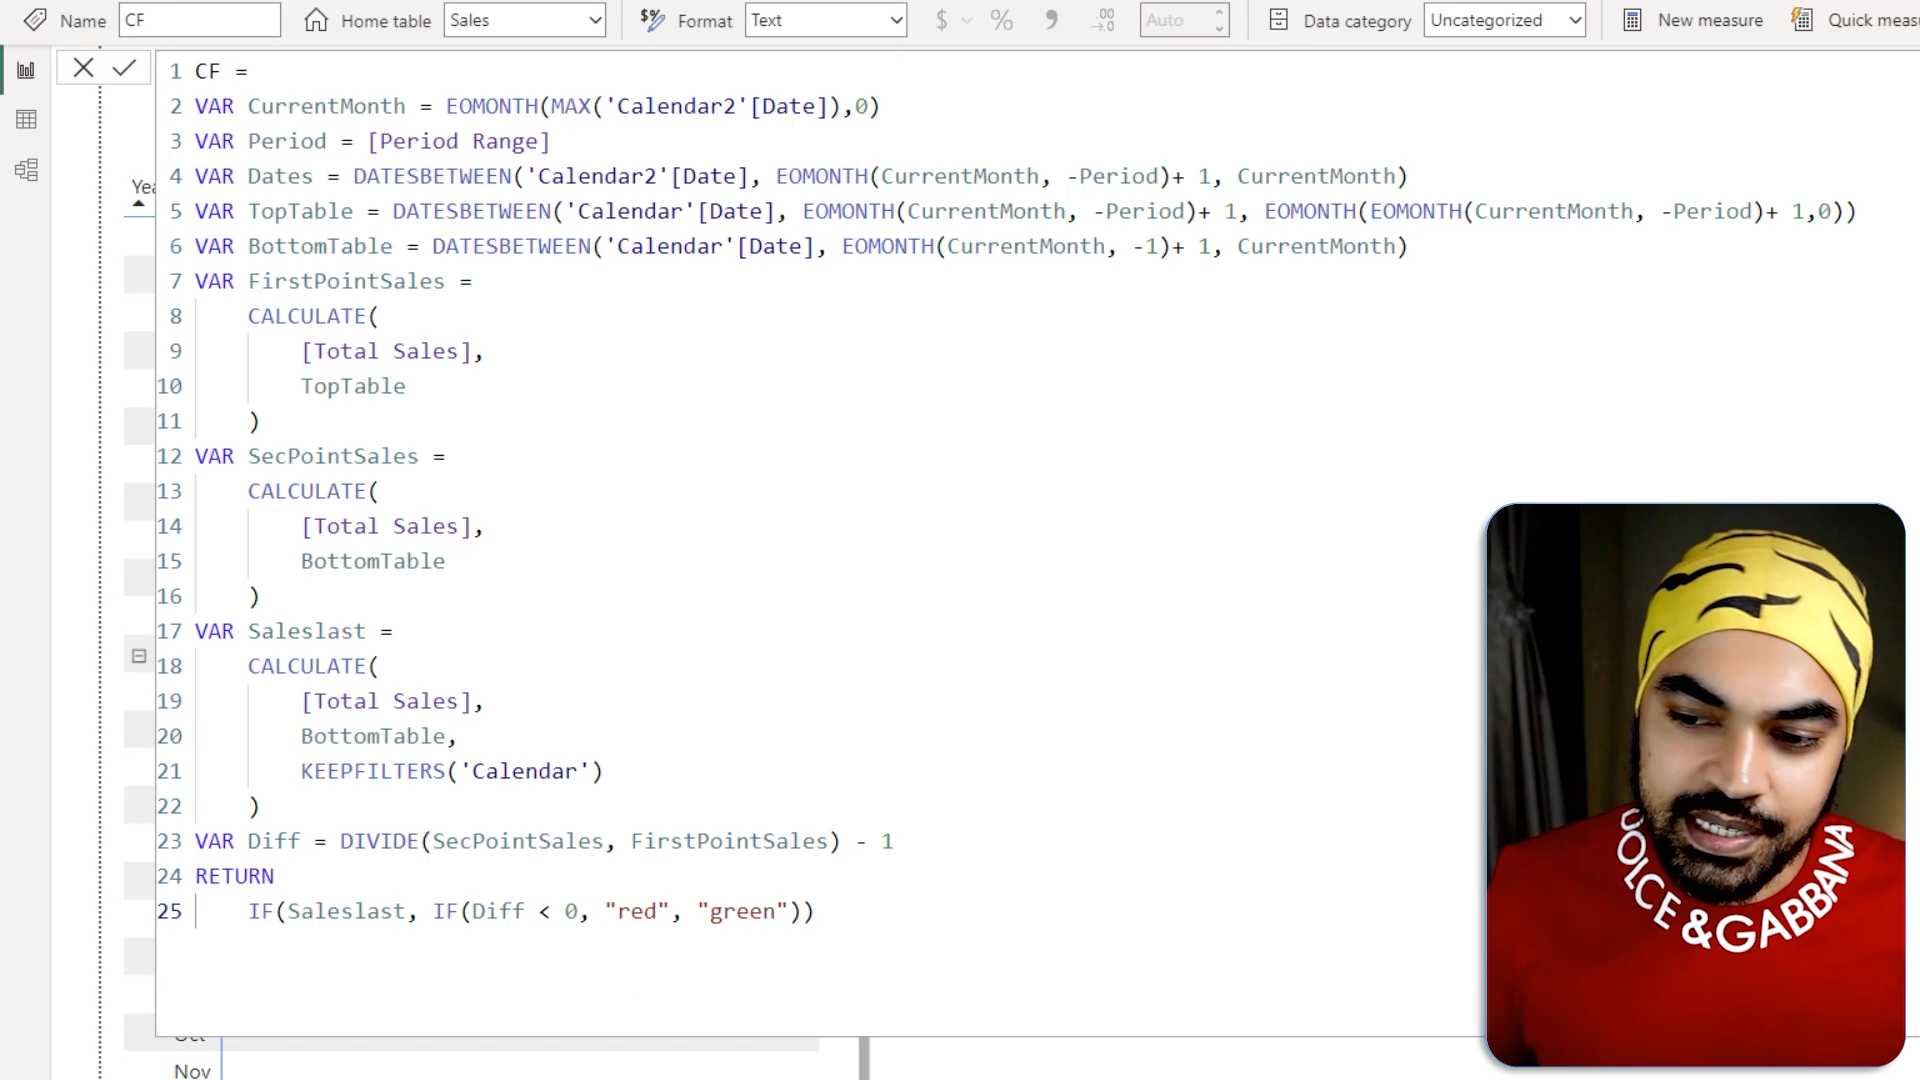 Name CF Home table Sales Format Text $ % 9 .00 Auto Data category Uncategorized New measure Quick meas
1 CF =
2 VAR CurrentMonth = EOMONTH(MAX('Calendar2'[Date]),0)
3 VAR Period = [Period Range]
4 VAR Dates = DATESBETWEEN('Calendar2'[Date], EOMONTH(CurrentMonth, -Period)+ 1, CurrentMonth)
Yea
5 VAR TopTable = DATESBETWEEN('Calendar'[Date], EOMONTH(CurrentMonth, -Period)+ 1, EOMONTH(EOMONTH(CurrentMonth, -Period)+ 1,0))
6 VAR BottomTable = DATESBETWEEN('Calendar'[Date], EOMONTH(CurrentMonth, -1)+ 1, CurrentMonth)
7 VAR FirstPointSales =
8 CALCULATE(
9 [Total Sales],
10 TopTable
11 )
12 VAR SecPointSales =
13 CALCULATE(
14 [Total Sales],
15 BottomTable
16 )
17 VAR Saleslast =
18 CALCULATE(
19 [Total Sales],
20 BottomTable,
21 KEEPFILTERS('Calendar')
22 )
23 VAR Diff = DIVIDE(SecPointSales, FirstPointSales) - 1
24 RETURN
25 IF(Saleslast, IF(Diff < 0, "red", "green"))
DOLCE & GABBANA
Oct
Nov